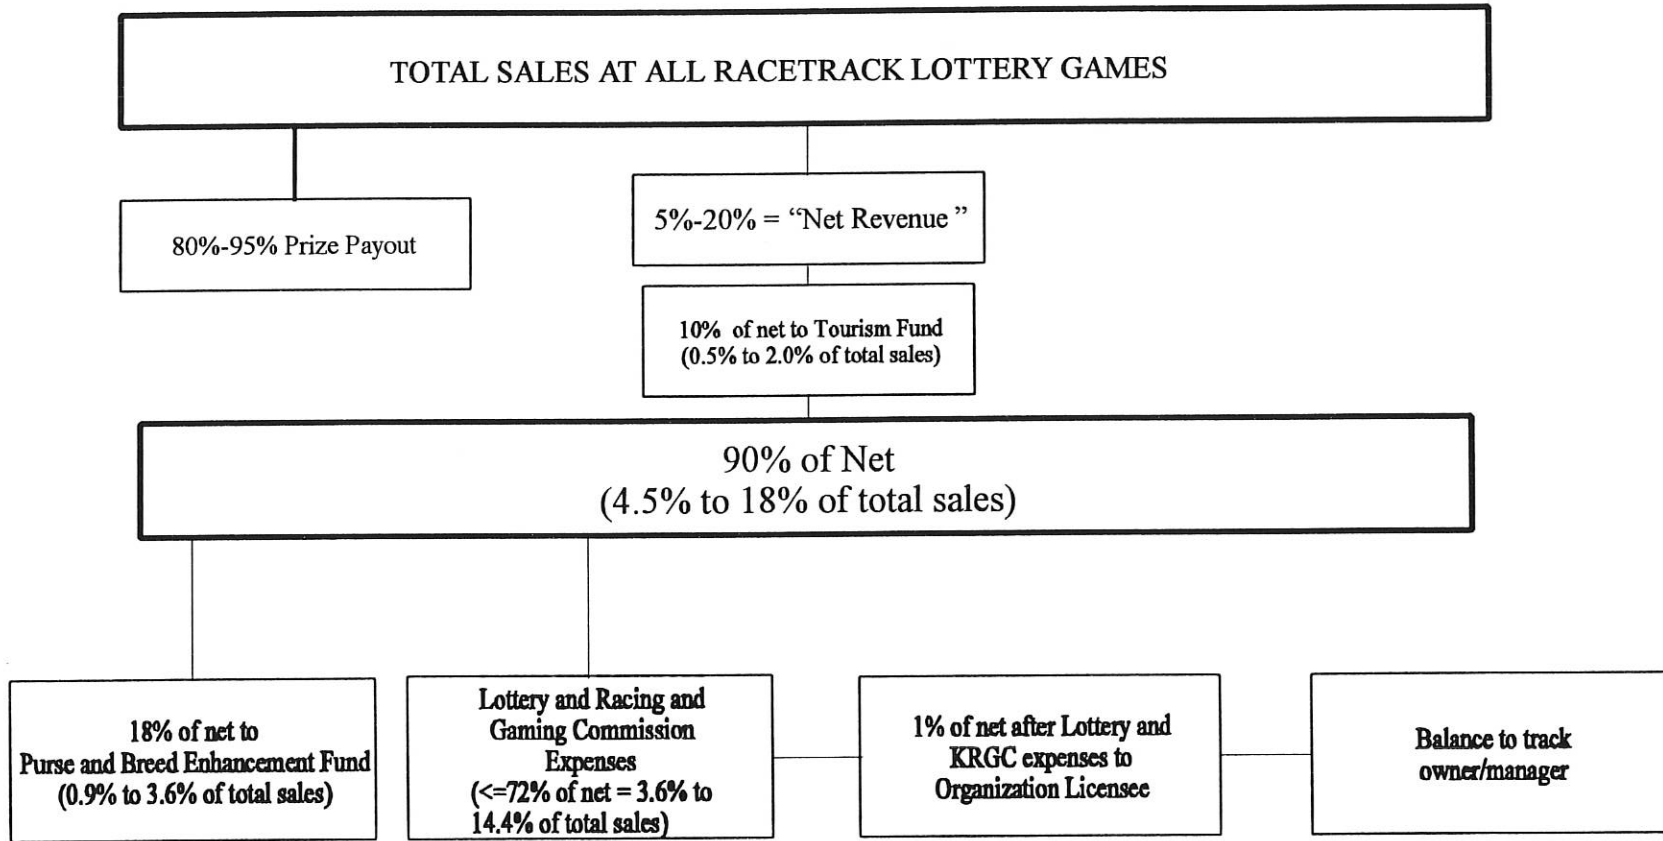 TOTAL SALES AT ALL RACETRACK LOTTERY GAMES
80%-95% Prize Payout
5%-20% = “Net Revenue ”
10% of net to Tourism Fund
(0.5% to 2.0% of total sales)
90% of Net
(4.5% to 18% of total sales)
18% of net to
Purse and Breed Enhancement Fund
(0.9% to 3.6% of total sales)
Lottery and Racing and
Gaming Commission
Expenses
(<=72% of net = 3.6% to
14.4% of total sales)
1% of net after Lottery and
KRGC expenses to
Organization Licensee
Balance to track
owner/manager